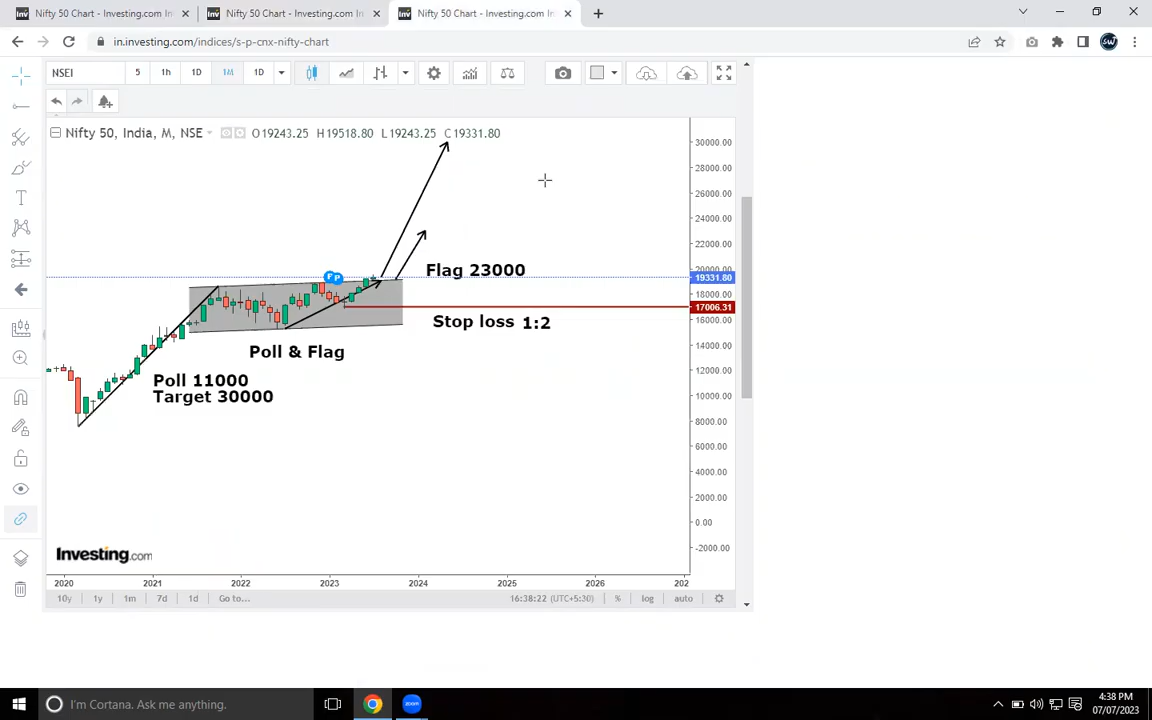 Nifty 50 Chart - Investing.com In
Nifty 50 Chart - Investing.com In
Nifty 50 Chart - Investing.com In
in.investing.com/indices/s-p-cnx-nifty-chart
NSEI 5 1h 1D 1M 1D
Nifty 50, India, M, NSE O19243.25 H19518.80 L19243.25 C19331.80
30000.00
28000.00
26000.00
24000.00
22000.00
20000.00
19331.80
18000.00
17006.31
16000.00
14000.00
12000.00
10000.00
8000.00
6000.00
4000.00
2000.00
0.00
-2000.00
P P
Flag 23000
Stop loss 1:2
Poll & Flag
Poll 11000
Target 30000
Investing.com
2020 2021 2022 2023 2024 2025 2026 202
10y 1y 1m 7d 1d Go to... 16:38:22 (UTC+5:30) % log auto
I'm Cortana. Ask me anything.
zoom
4:38 PM
07/07/2023